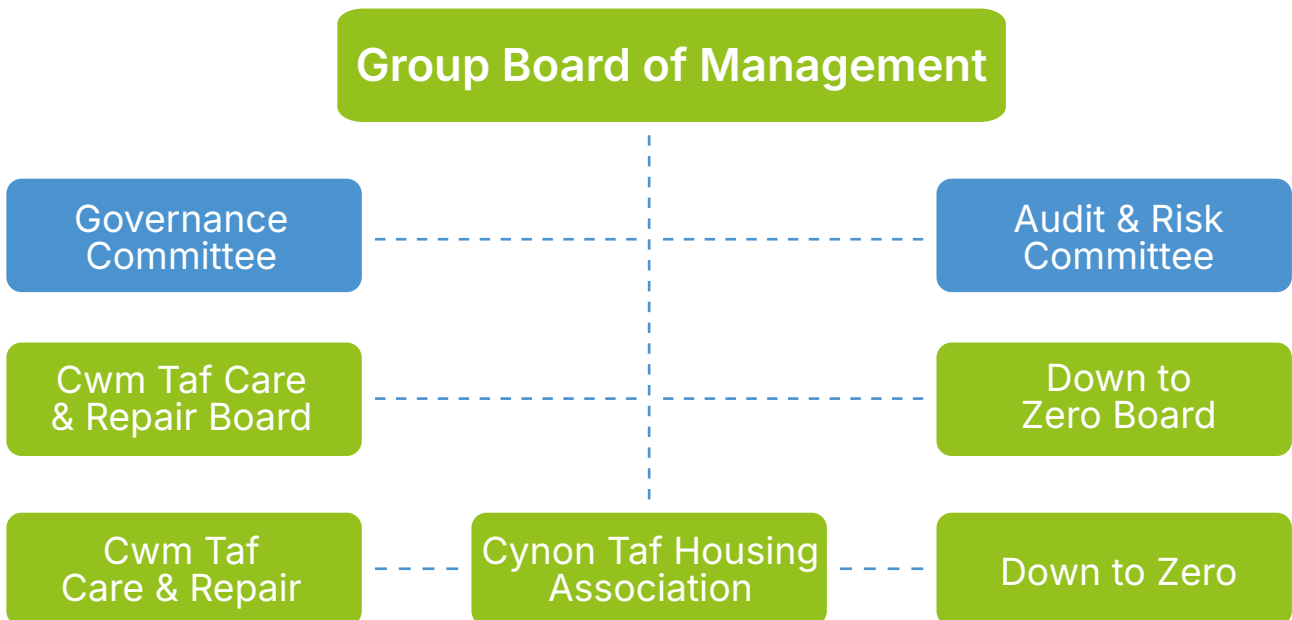 Group Board of Management
Governance
Committee
Audit & Risk
Committee
Cwm Taf Care
& Repair Board
Down to
Zero Board
Cwm Taf
Care & Repair
Cynon Taf Housing
Association
Down to Zero